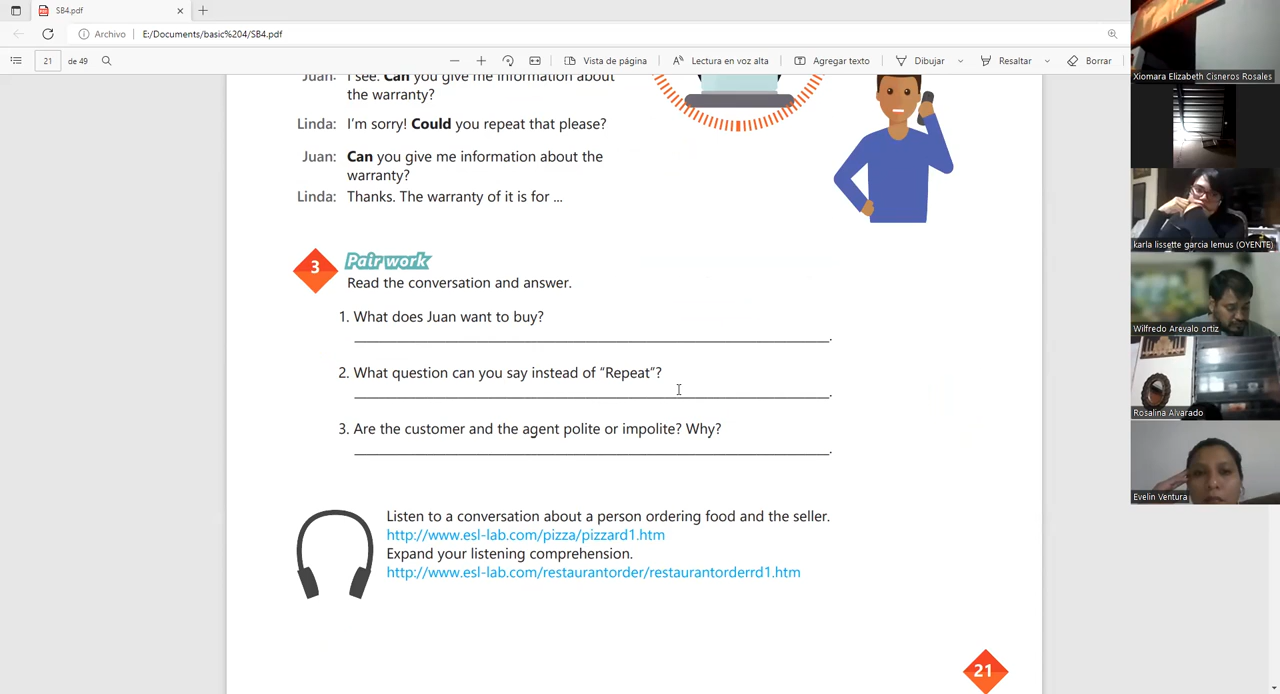 SB4.pdf
Archivo
E:/Documents/basic%204/SB4.pdf
21
de 49
Vista de página
Lectura en voz alta
Agregar texto
Dibujar
Resaltar
Borrar
Juan: I see. Can you give me information about
the warranty?
Linda: I'm sorry! Could you repeat that please?
Juan: Can you give me information about the
warranty?
Linda: Thanks. The warranty of it is for ...
3
Pair work
Read the conversation and answer.
1. What does Juan want to buy?
2. What question can you say instead of “Repeat”?
3. Are the customer and the agent polite or impolite? Why?
Listen to a conversation about a person ordering food and the seller.
http://www.esl-lab.com/pizza/pizzard1.htm
Expand your listening comprehension.
http://www.esl-lab.com/restaurantorder/restaurantorderrd1.htm
21
Xiomara Elizabeth Cisneros Rosales
karla lissette garcia lemus (OYENTE)
Wilfredo Arevalo ortiz
Rosalina Alvarado
Evelin Ventura